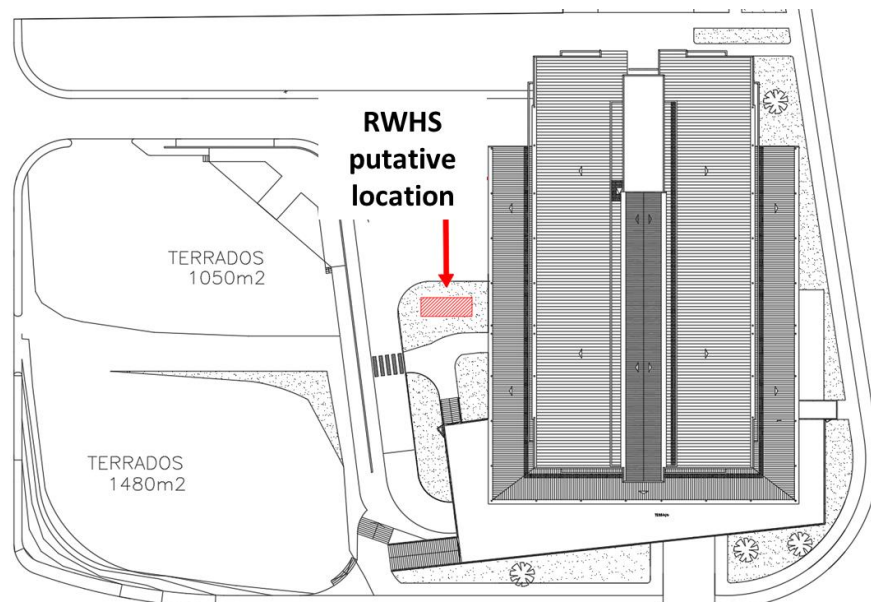 RWHS
putative
location
TERRADOS
1050m2
TERRADOS
1480m2